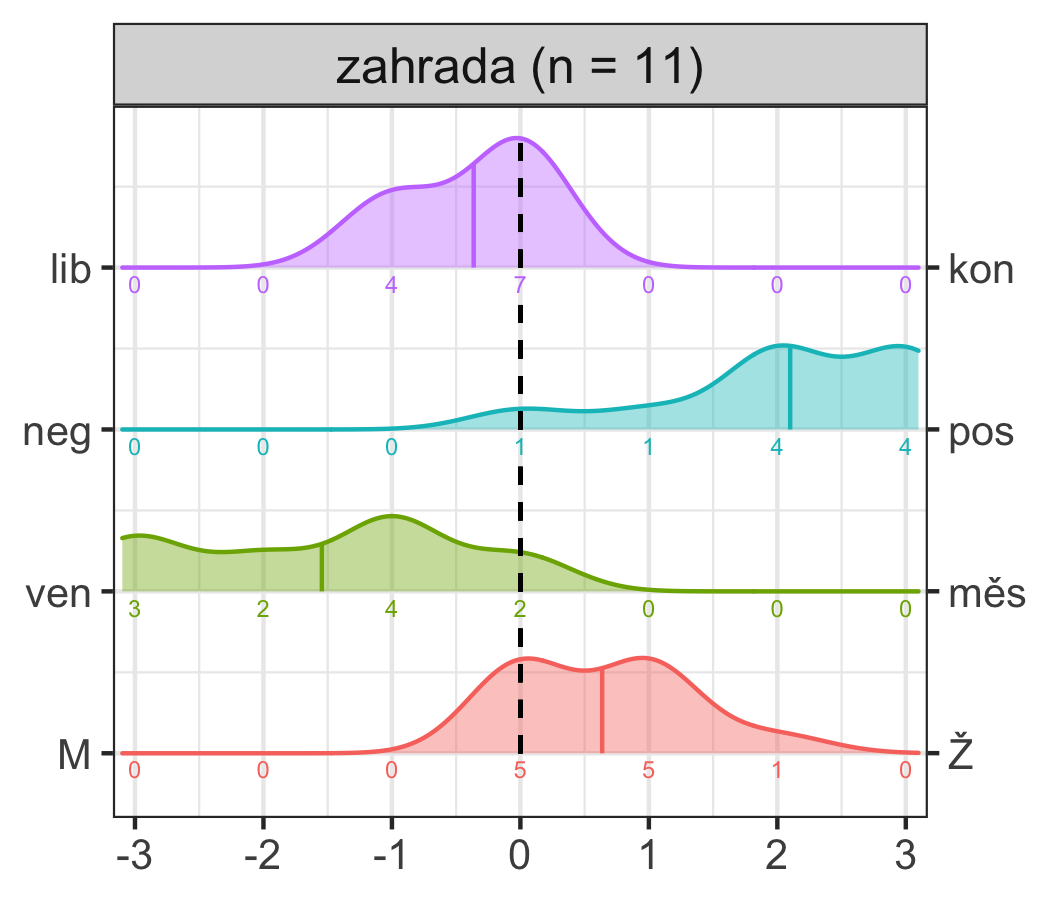 zahrada (n = 11)
lib kon
0 0 4 7 0 0 0
neg pos
0 0 0 1 1 4 4
ven měs
3 2 4 2 0 0 0
M Ž
0 0 0 5 5 1 0
-3 -2 -1 0 1 2 3